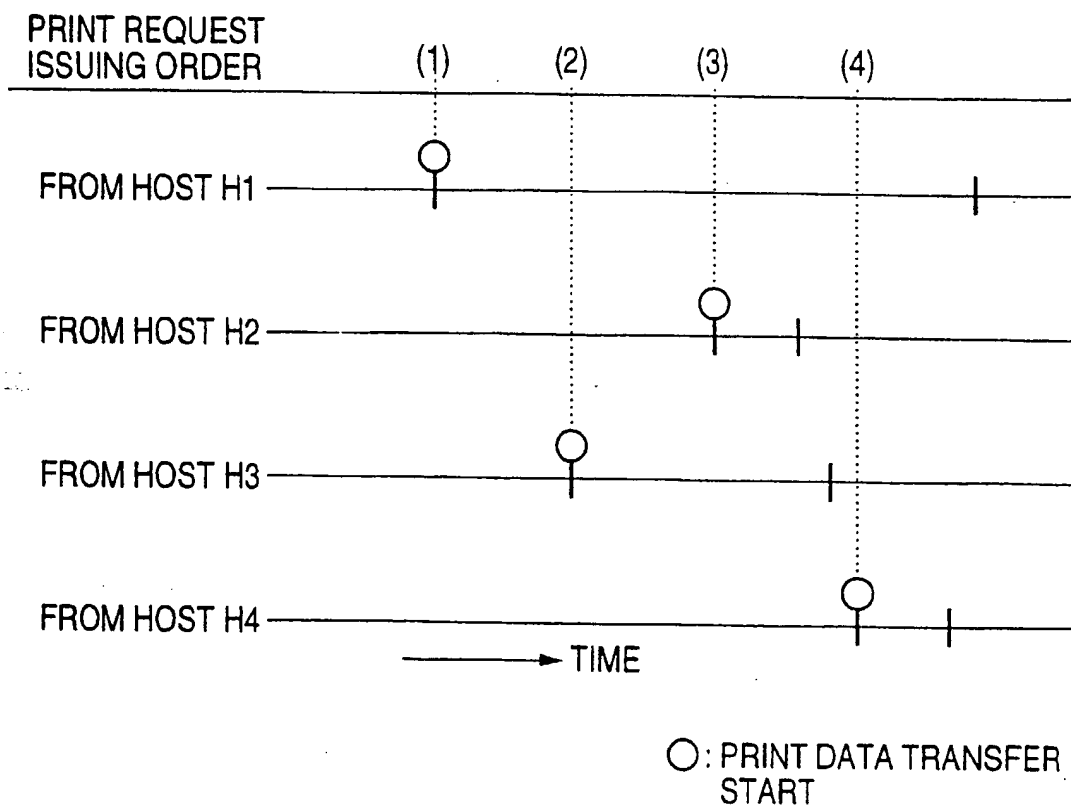 PRINT REQUEST
ISSUING ORDER
(1) (2) (3) (4)
FROM HOST H1
FROM HOST H2
FROM HOST H3
FROM HOST H4
TIME
: PRINT DATA TRANSFER
START